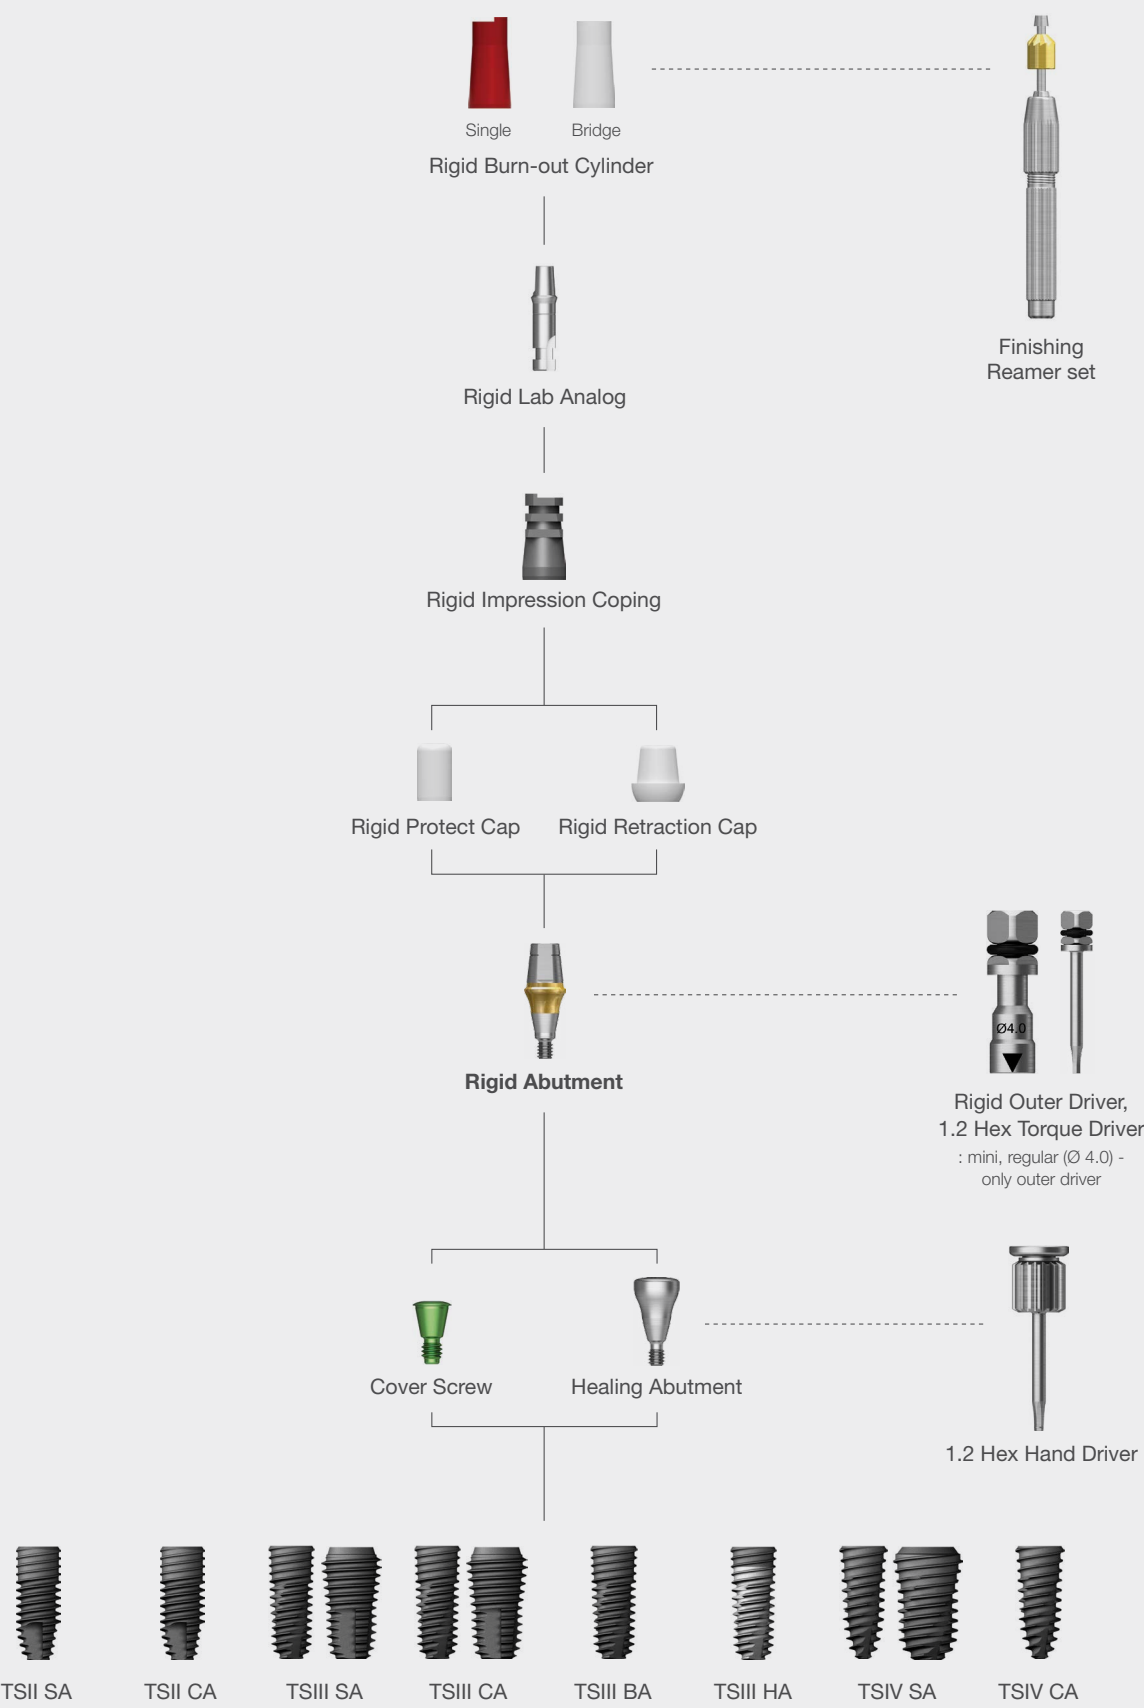 Single
Bridge
Rigid Burn-out Cylinder
Finishing
Reamer set
Rigid Lab Analog
Rigid Impression Coping
Rigid Protect Cap
Rigid Retraction Cap
Ø4.0
Rigid Abutment
Rigid Outer Driver,
1.2 Hex Torque Driver
: mini, regular (Ø 4.0) -
only outer driver
Cover Screw
Healing Abutment
1.2 Hex Hand Driver
TSII SA
TSII CA
TSIII SA
TSIII CA
TSIII BA
TSIII HA
TSIV SA
TSIV CA